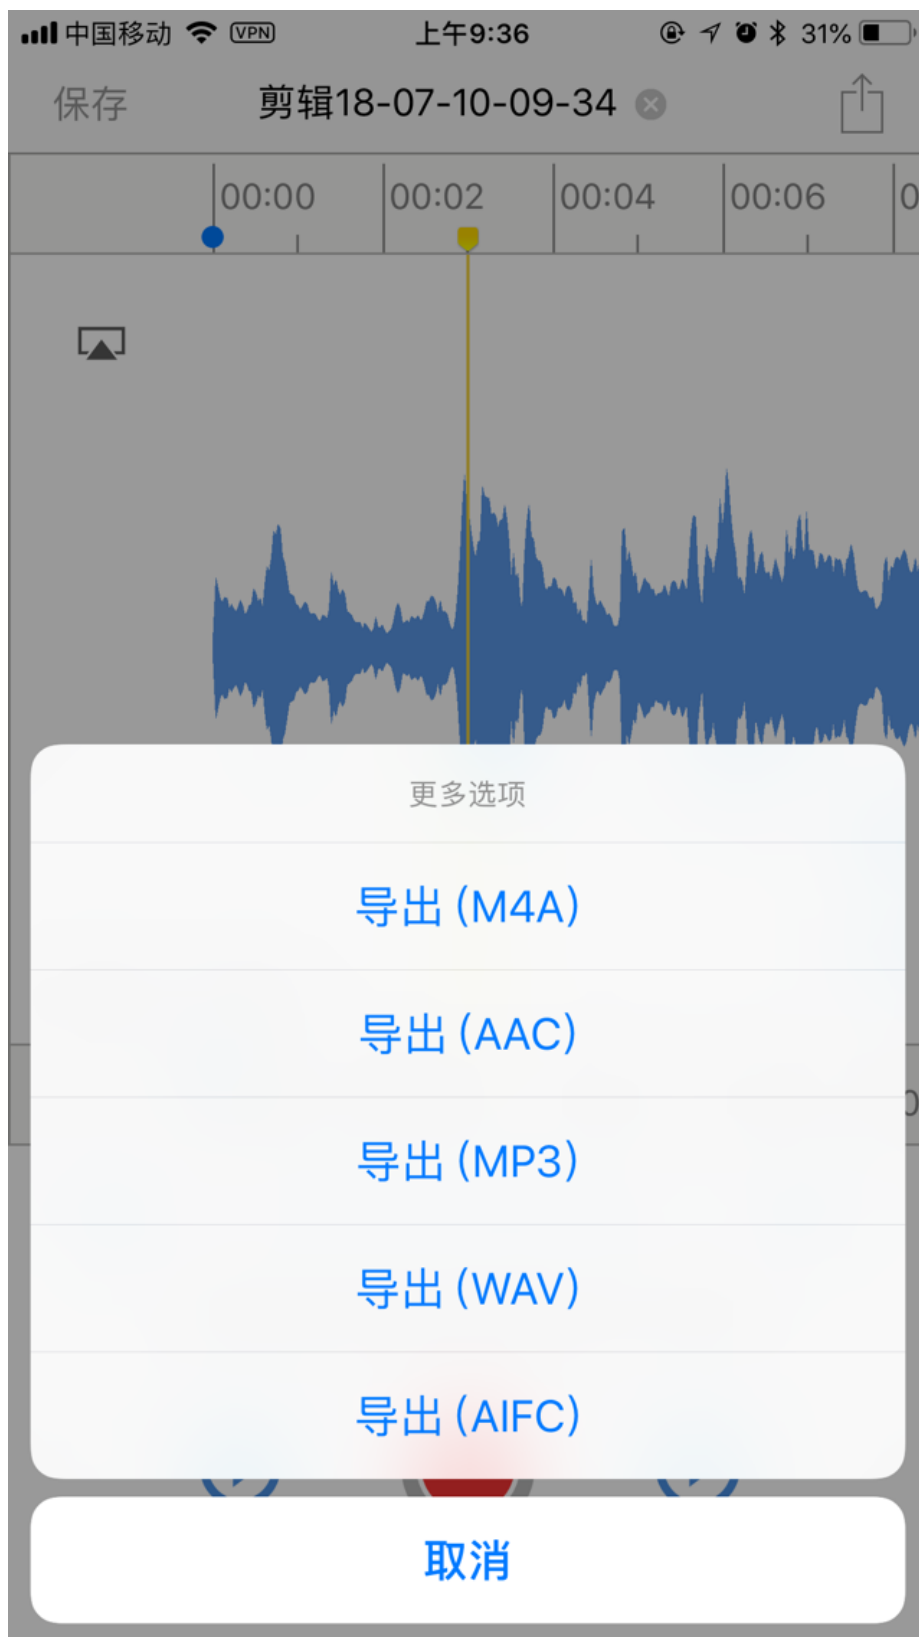 中国移动 VPN 上午9:36 31%
保存 剪辑18-07-10-09-34
00:00 00:02 00:04 00:06
更多选项
导出 (M4A)
导出 (AAC)
导出 (MP3)
导出 (WAV)
导出 (AIFC)
取消